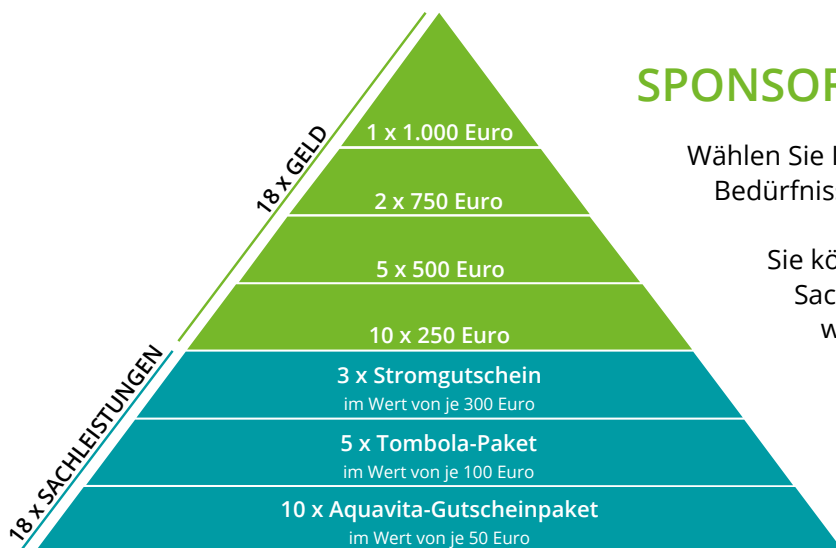 SPONSOR
Wählen Sie
Bedürfnis
Sie kö
Sac
w
18 x GELD
1 x 1.000 Euro
2 x 750 Euro
5 x 500 Euro
10 x 250 Euro
18 x SACHLEISTUNGEN
3 x Stromgutschein
im Wert von je 300 Euro
5 x Tombola-Paket
im Wert von je 100 Euro
10 x Aquavita-Gutscheinpaket
im Wert von je 50 Euro